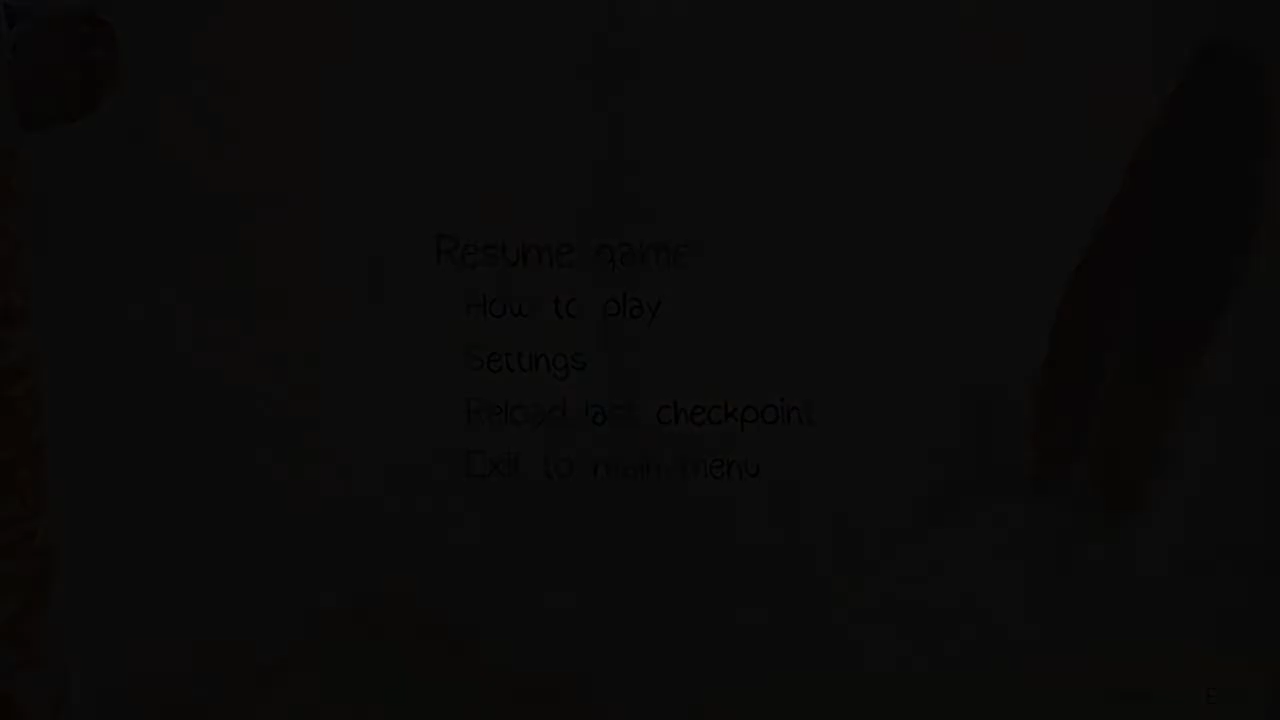 Resume game
How to play
Settings
Reload last checkpoint
Exit to main menu